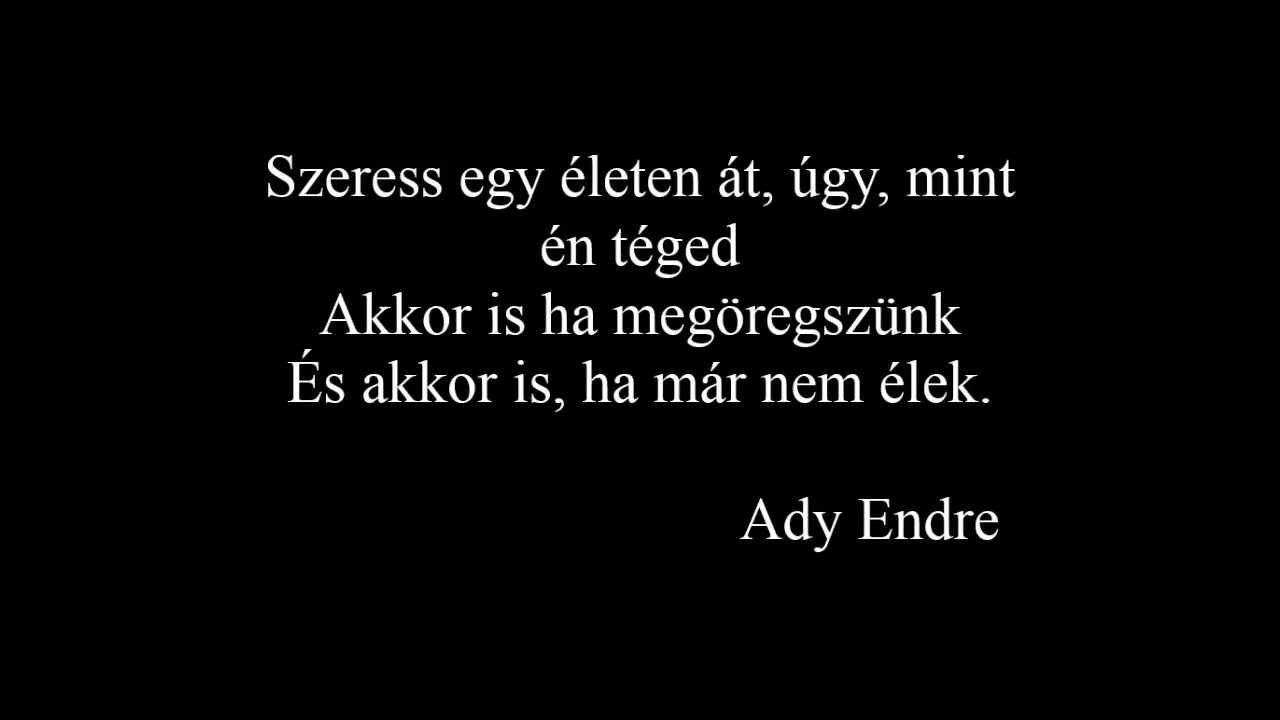 Szeress egy életen át, úgy, mint
én téged
Akkor is ha megöregszünk
És akkor is, ha már nem élek.
Ady Endre